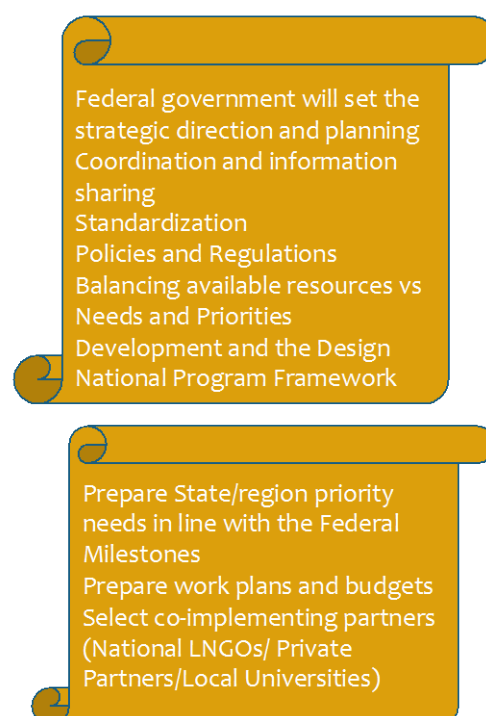 Federal government will set the
strategic direction and planning
Coordination and information
sharing
Standardization
Policies and Regulations
Balancing available resources vs
Needs and Priorities
Development and the Design
National Program Framework
Prepare State/region priority
needs in line with the Federal
Milestones
Prepare work plans and budgets
Select co-implementing partners
(National LNGOs/ Private
Partners/Local Universities)